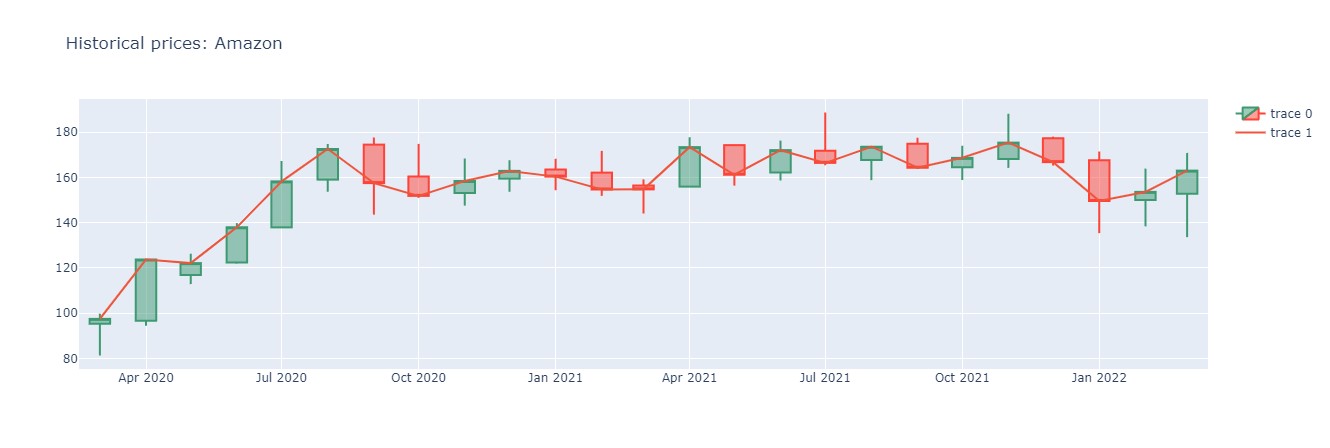 Historical prices: Amazon
trace 0
trace 1
180
160
140
120
100
80
Apr 2020
Jul 2020
Oct 2020
Jan 2021
Apr 2021
Jul 2021
Oct 2021
Jan 2022